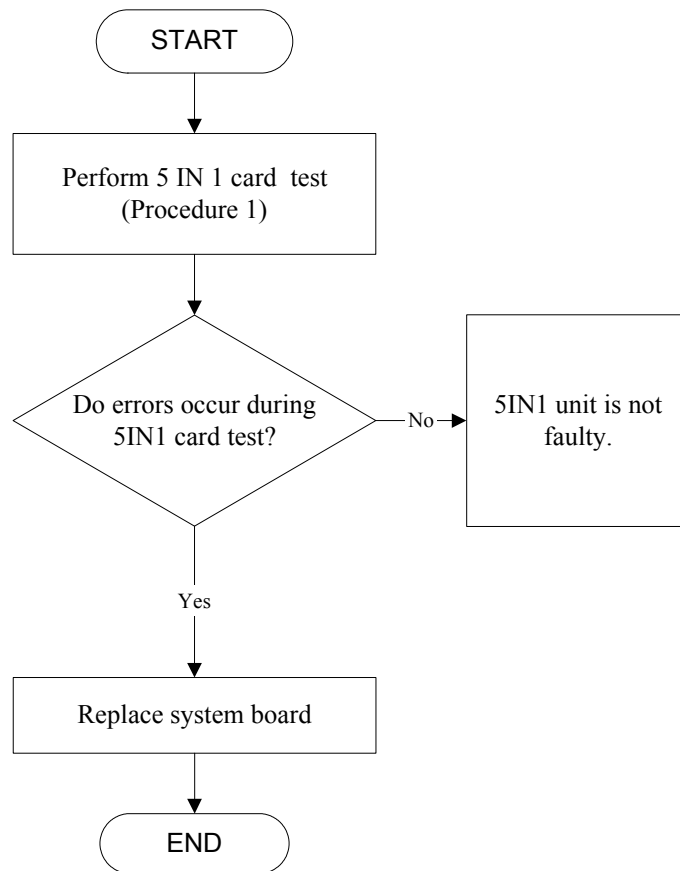 START
Perform 5 IN 1 card test
(Procedure 1)
Do errors occur during
5IN1 card test?
No
5IN1 unit is not
faulty.
Yes
Replace system board
END